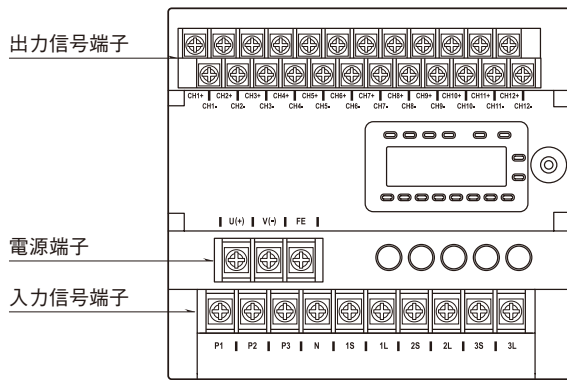 出力信号端子
CH1+ CH2+ CH3+ CH4+ CH5+ CH6+ CH7+ CH8+ CH9+ CH10+ CH11+ CH12+
CH1- CH2- CH3- CH4- CH5- CH6- CH7- CH8- CH9- CH10- CH11- CH12-
U(+) V(-) FE
電源端子
入力信号端子
P1 P2 P3 N 1S 1L 2S 2L 3S 3L